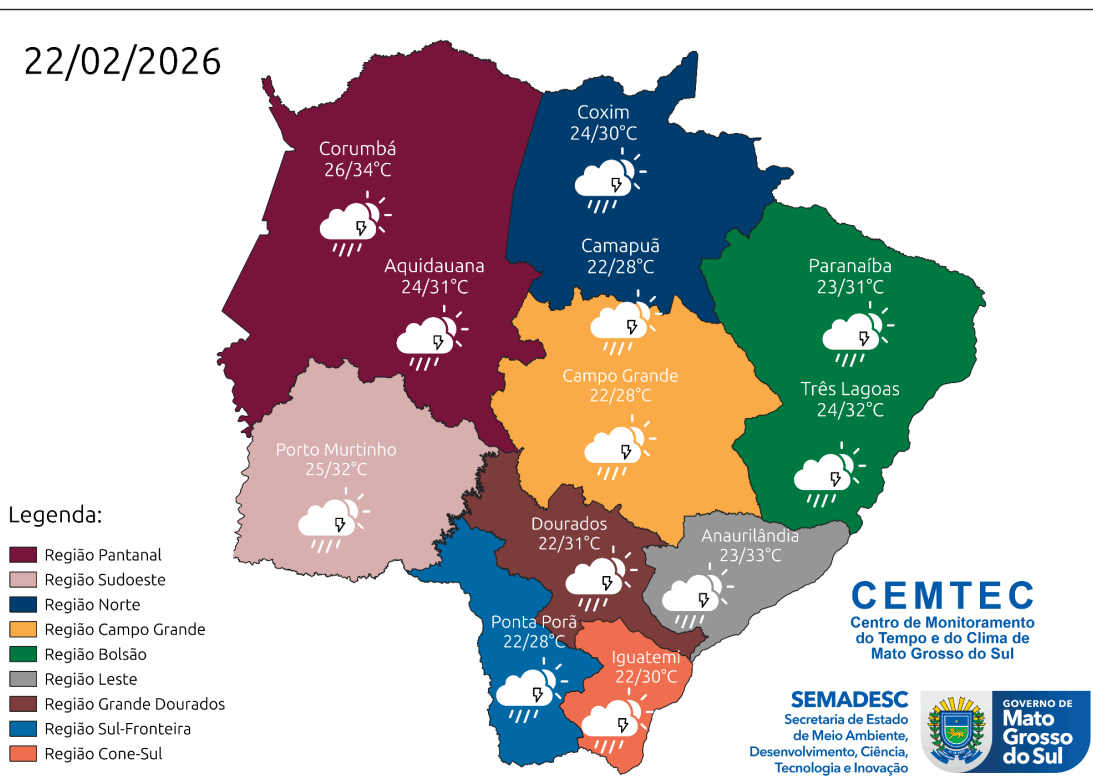 22/02/2026
Coxim
24/30°C
Corumbá
26/34°C
Camapuã
22/28°C
Aquidauana
24/31°C
Paranaíba
23/31°C
Campo Grande
22/28°C
Três Lagoas
24/32°C
Porto Murtinho
25/32°C
Dourados
22/31°C
Anaurilândia
23/33°C
Ponta Porã
22/28°C
Iguatemi
22/30°C
Legenda:
Região Pantanal
Região Sudoeste
Região Norte
Região Campo Grande
Região Bolsão
Região Leste
Região Grande Dourados
Região Sul-Fronteira
Região Cone-Sul
CEMTEC
Centro de Monitoramento
do Tempo e do Clima de
Mato Grosso do Sul
SEMADESC
Secretaria de Estado
de Meio Ambiente,
Desenvolvimento, Ciência,
Tecnologia e Inovação
GOVERNO DE
Mato
Grosso
do Sul